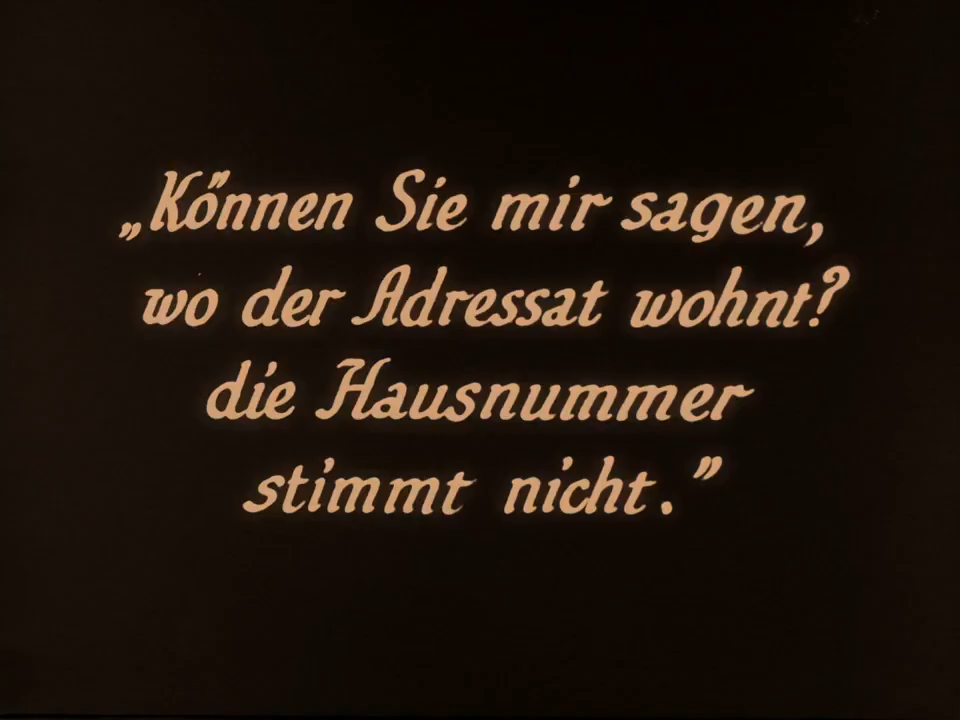 „Können Sie mir sagen,
wo der Adressat wohnt?
die Hausnummer
stimmt nicht.”